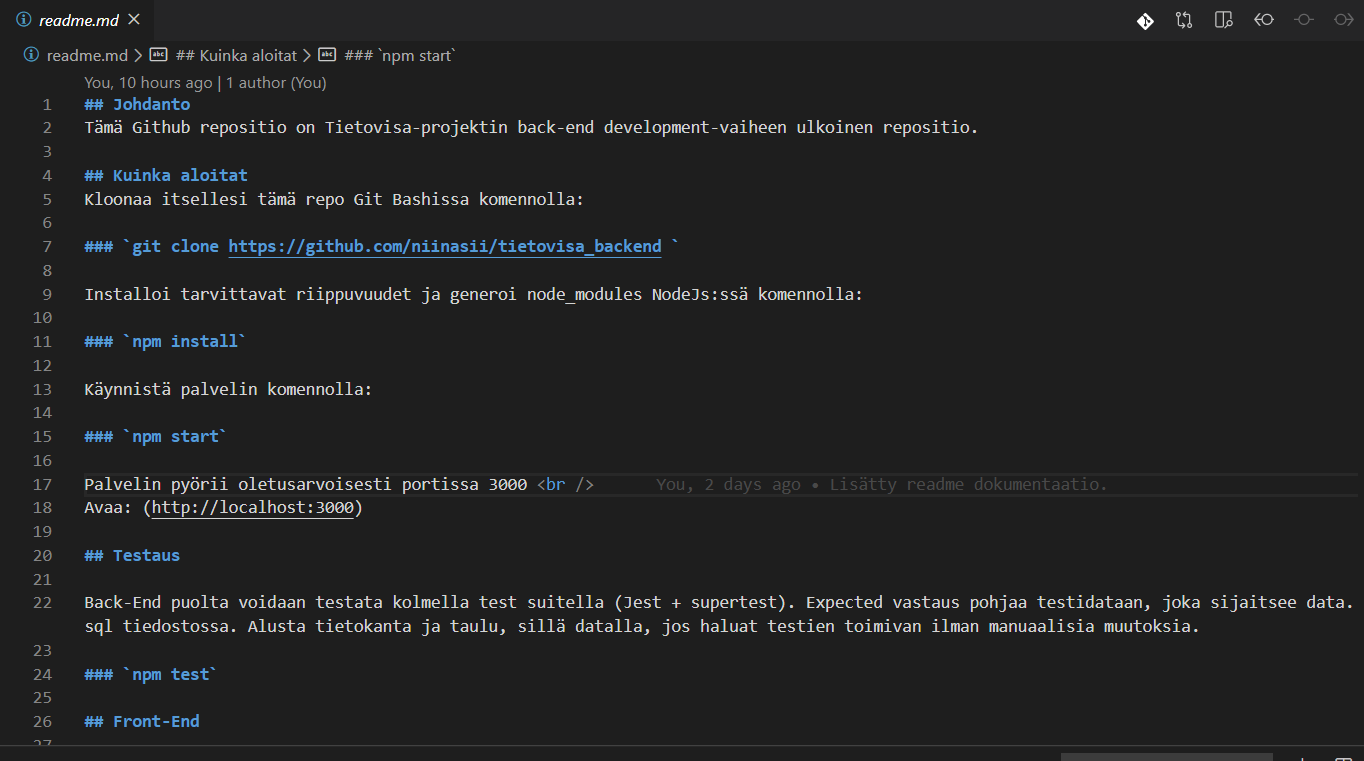 readme.md
readme.md > ## Kuinka aloitat > ### `npm start`
You, 10 hours ago | 1 author (You)
1 ## Johdanto
2 Tämä Github repositio on Tietovisa-projektin back-end development-vaiheen ulkoinen repositio.
3
4 ## Kuinka aloitat
5 Kloonaa itsellesi tämä repo Git Bashissa komennolla:
6
7 ### `git clone https://github.com/niinasii/tietovisa_backend `
8
9 Installoi tarvittavat riippuvuudet ja generoi node_modules NodeJs:ssä komennolla:
10
11 ### `npm install`
12
13 Käynnistä palvelin komennolla:
14
15 ### `npm start`
16
17 Palvelin pyörii oletusarvoisesti portissa 3000 <br /> You, 2 days ago • Lisätty readme dokumentaatio.
18 Avaa: (http://localhost:3000)
19
20 ## Testaus
21
22 Back-End puolta voidaan testata kolmella test suitella (Jest + supertest). Expected vastaus pohjaa testidataan, joka sijaitsee data.
sql tiedostossa. Alusta tietokanta ja taulu, sillä datalla, jos haluat testien toimivan ilman manuaalisia muutoksia.
23
24 ### `npm test`
25
26 ## Front-End
27